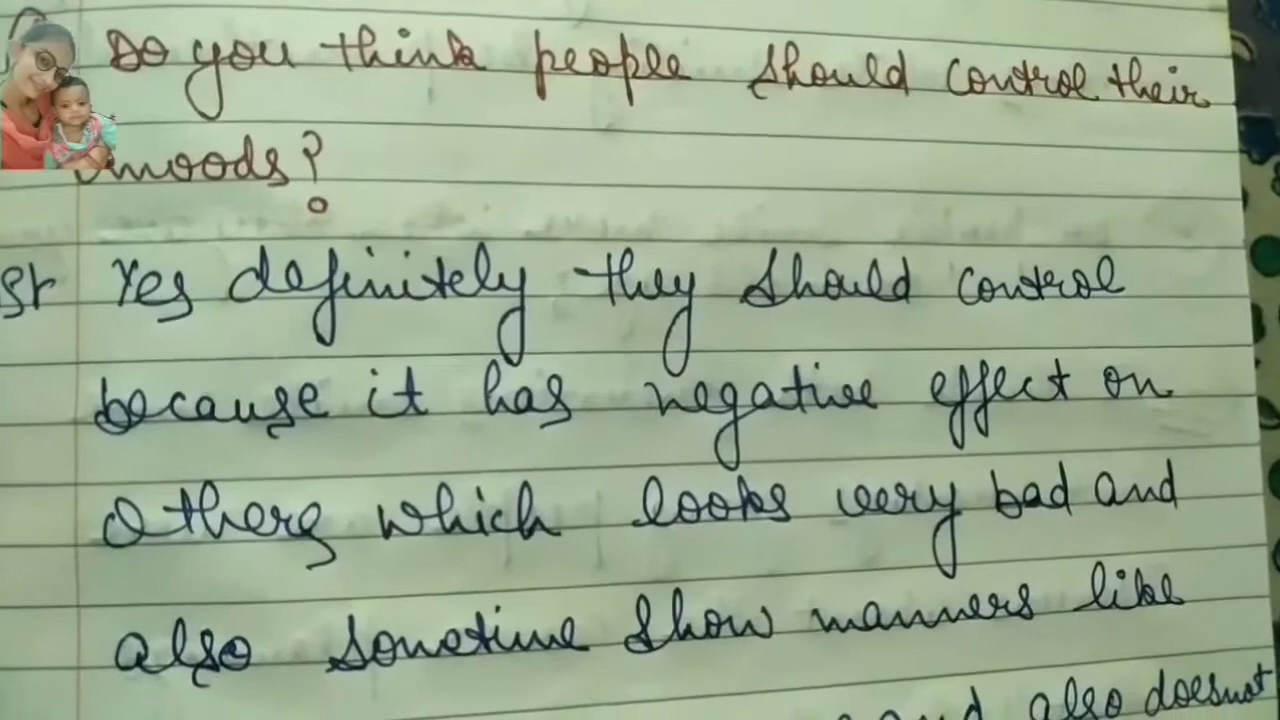 Do you think people should control their
moods?
Yes definitely they should control
because it has negative effect on
others which looks very bad and
also sometime show manners like
and also doesnot